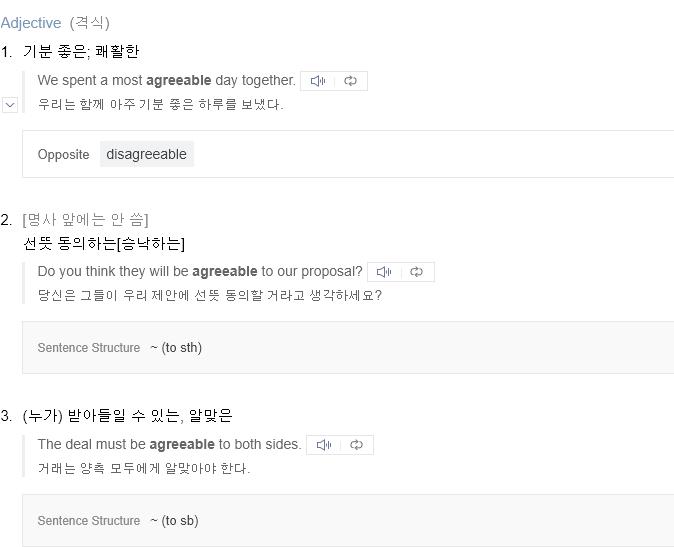 Adjective (격식)
1. 기분 좋은; 쾌활한
We spent a most agreeable day together.
우리는 함께 아주 기분 좋은 하루를 보냈다.
Opposite disagreeable
2. [명사 앞에는 안 씀]
선뜻 동의하는[승낙하는]
Do you think they will be agreeable to our proposal?
당신은 그들이 우리 제안에 선뜻 동의할 거라고 생각하세요?
Sentence Structure ~ (to sth)
3. (누가) 받아들일 수 있는, 알맞은
The deal must be agreeable to both sides.
거래는 양측 모두에게 알맞아야 한다.
Sentence Structure ~ (to sb)